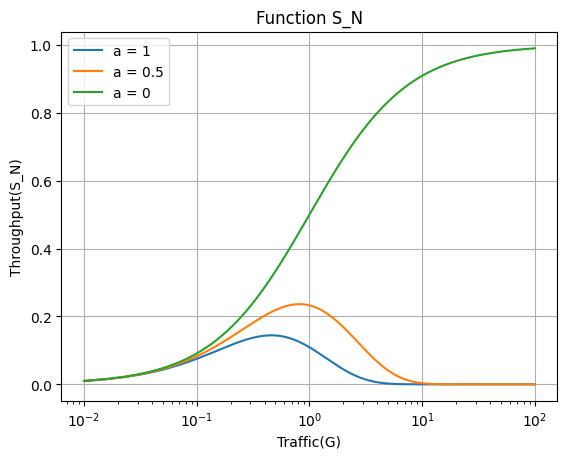 Function S_N
a = 1
a = 0.5
a = 0
Throughput(S_N)
1.0
0.8
0.6
0.4
0.2
0.0
10⁻²
10⁻¹
10⁰
10¹
10²
Traffic(G)